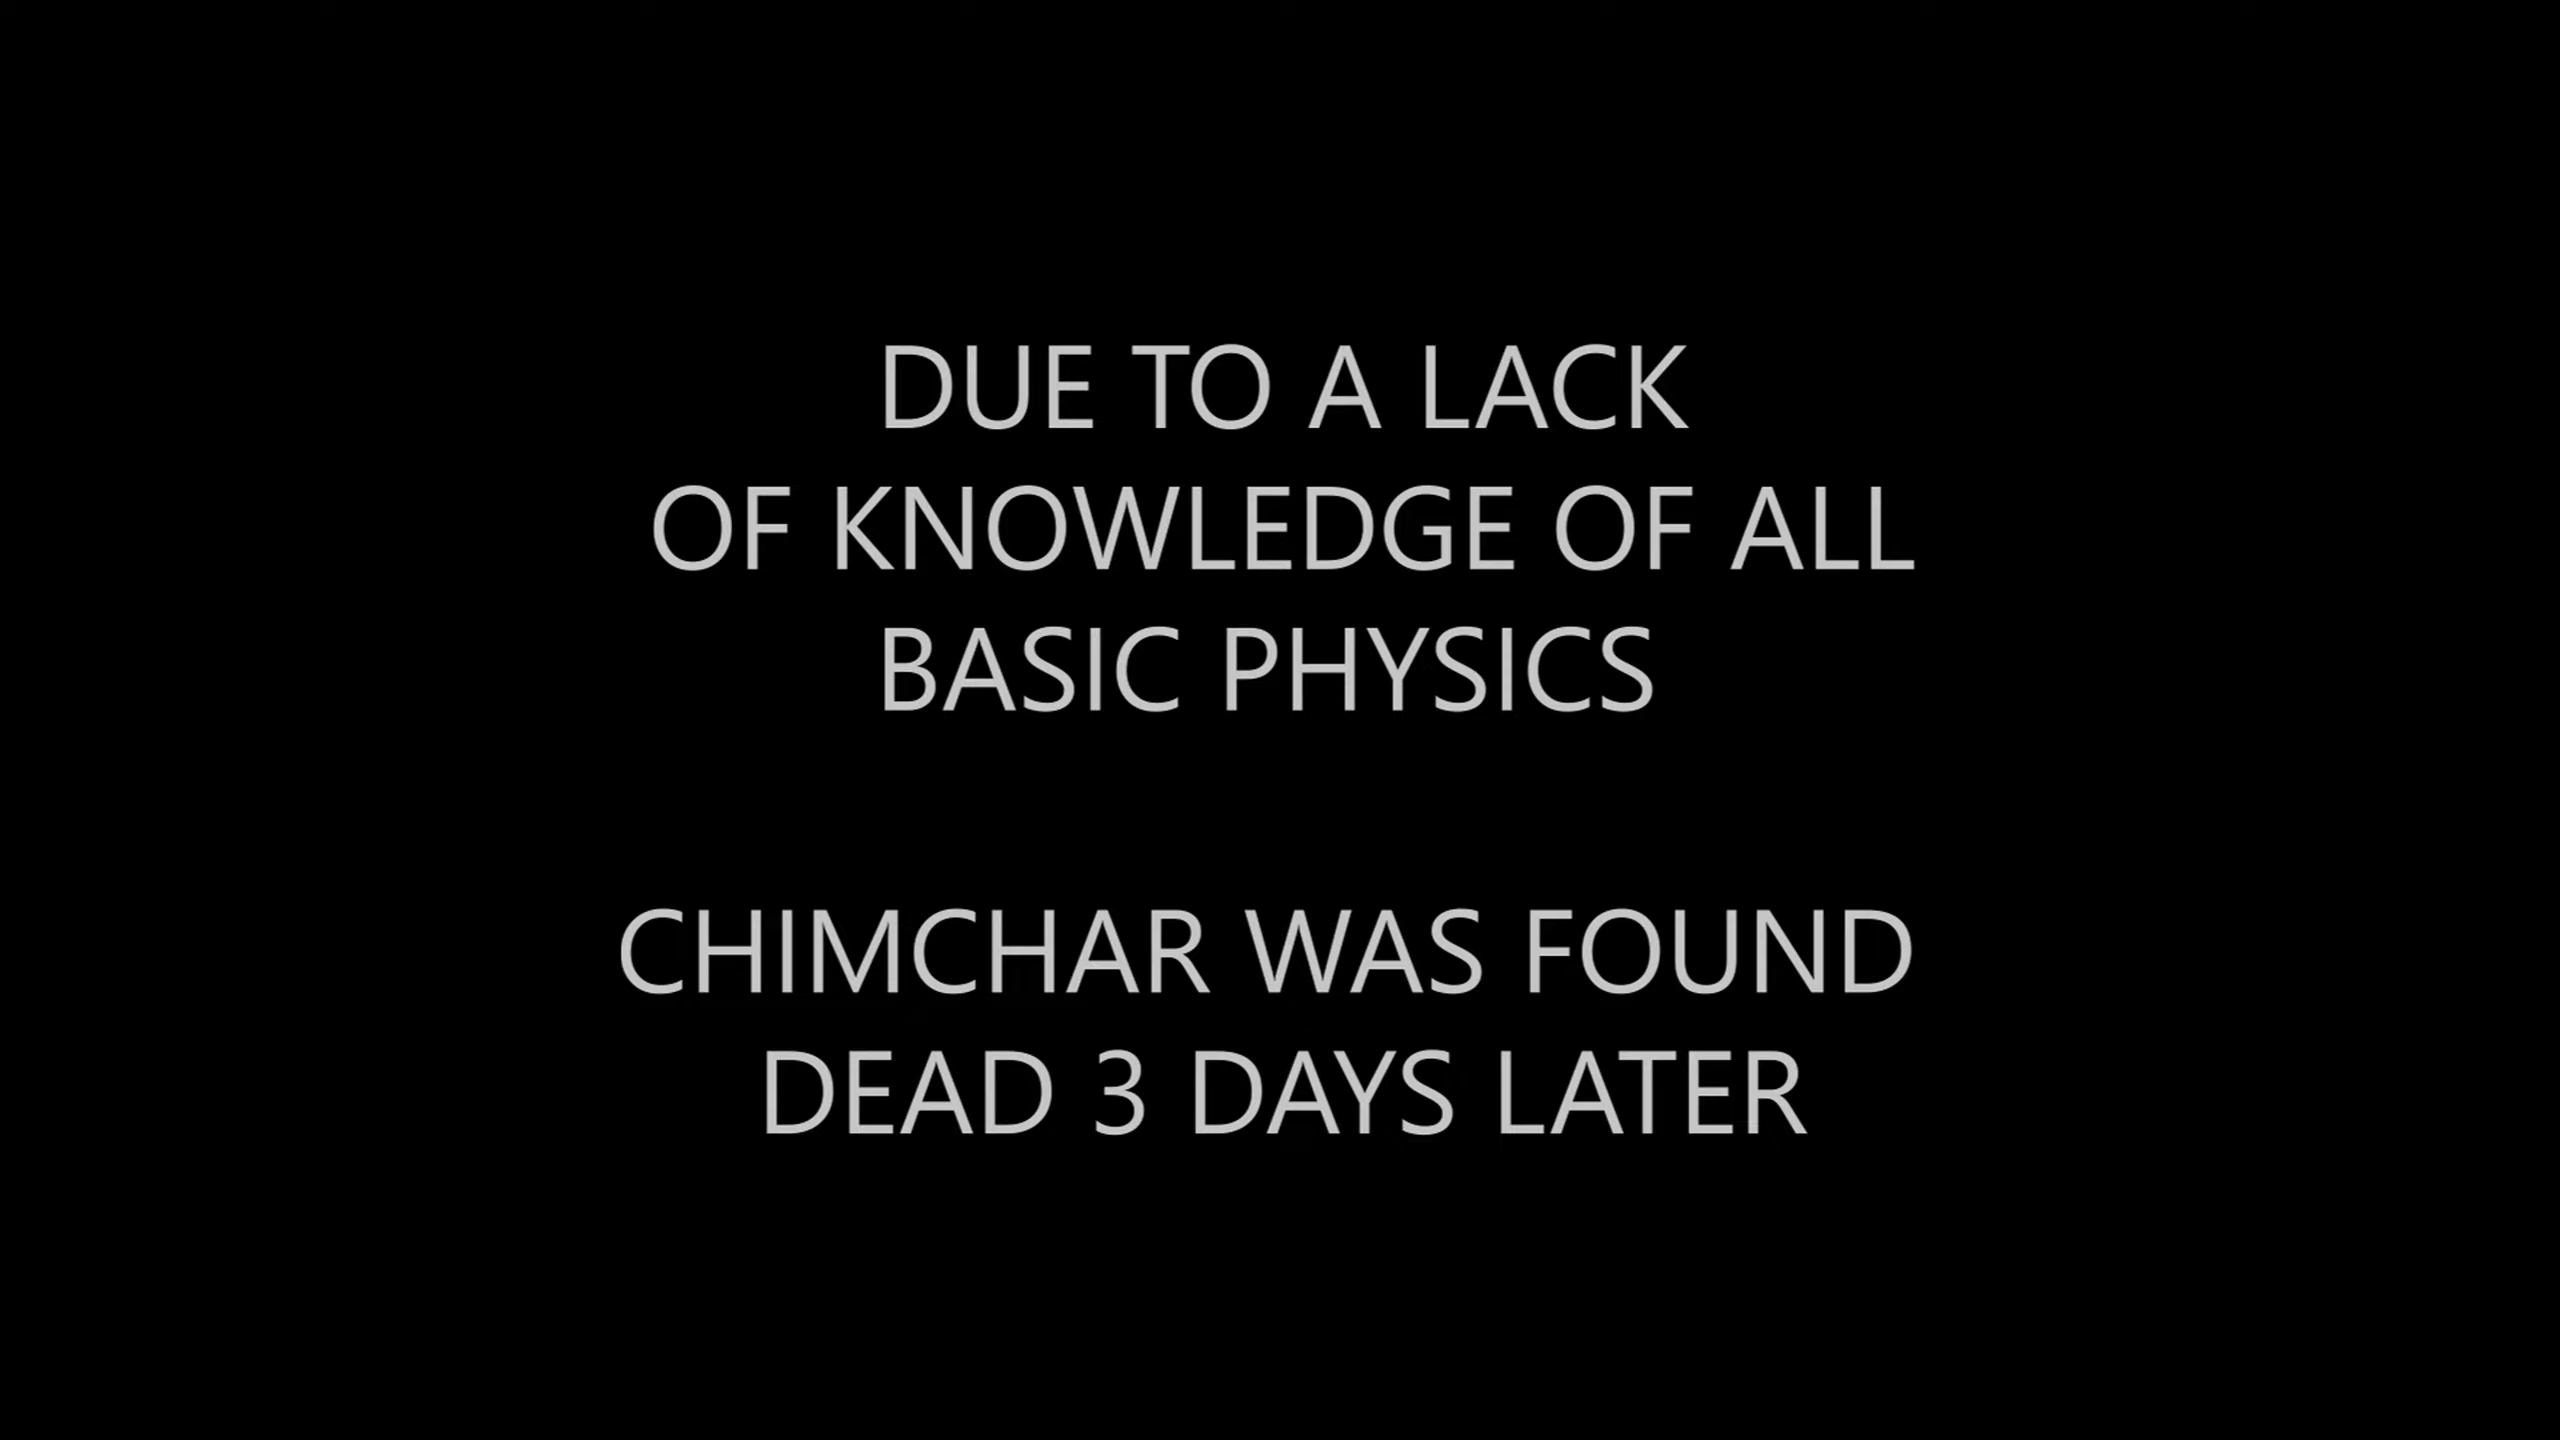 DUE TO A LACK
OF KNOWLEDGE OF ALL
BASIC PHYSICS
CHIMCHAR WAS FOUND
DEAD 3 DAYS LATER